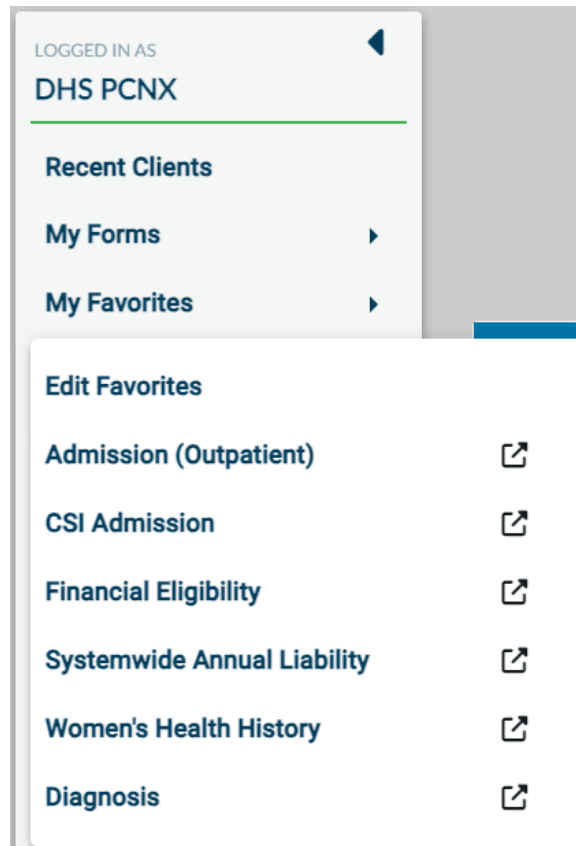 LOGGED IN AS
DHS PCNX
Recent Clients
My Forms
My Favorites
Edit Favorites
Admission (Outpatient)
CSI Admission
Financial Eligibility
Systemwide Annual Liability
Women's Health History
Diagnosis